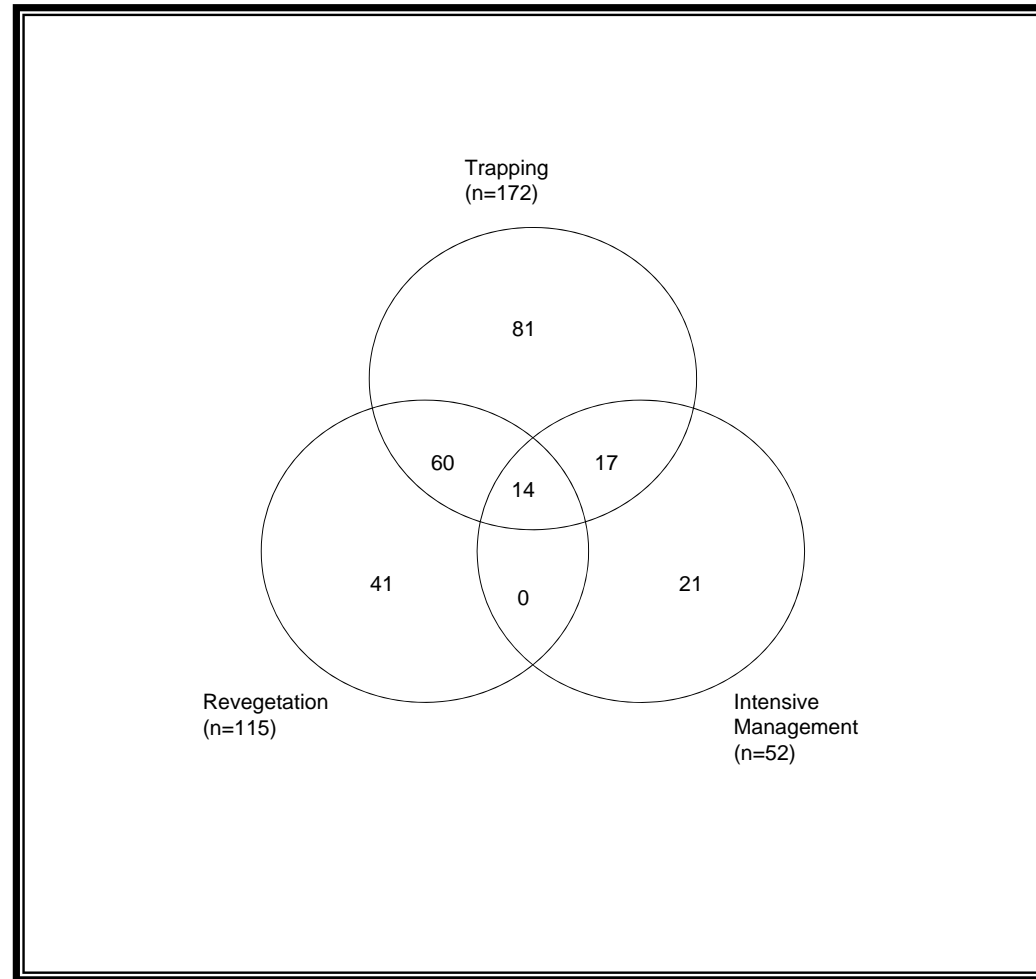 Trapping
(n=172)
81
60
17
14
41
0
21
Revegetation
(n=115)
Intensive
Management
(n=52)